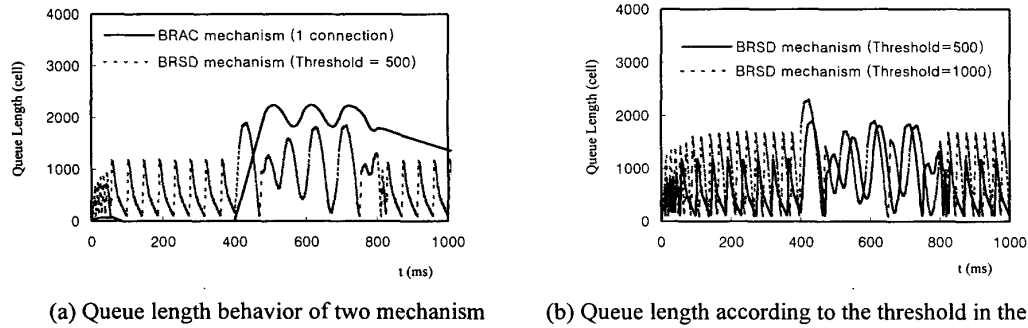 4000
3000
2000
1000
0
Queue Length (cell)
BRAC mechanism (1 connection)
BRSD mechanism (Threshold = 500)
0 200 400 600 800 1000
t (ms)
(a) Queue length behavior of two mechanism
4000
3000
2000
1000
0
Queue Length (cell)
BRSD mechanism (Threshold=500)
BRSD mechanism (Threshold=1000)
0 200 400 600 800 1000
t (ms)
(b) Queue length according to the threshold in the